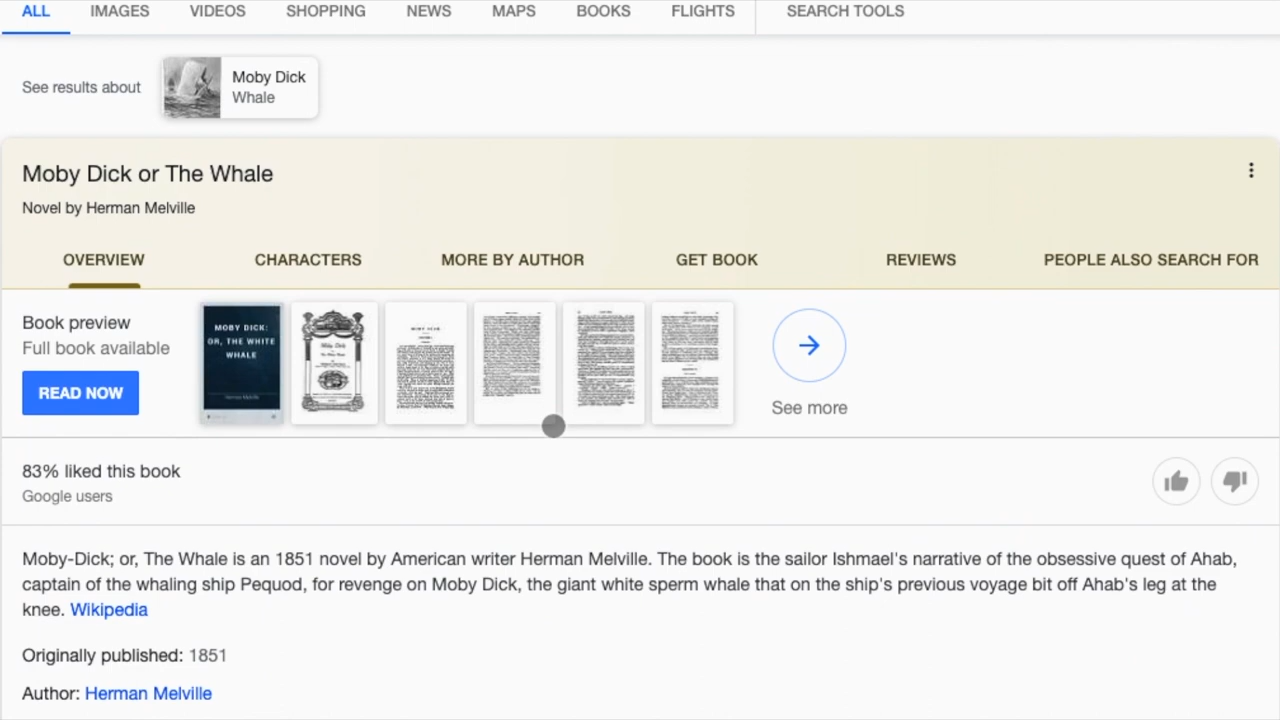 ALL IMAGES VIDEOS SHOPPING NEWS MAPS BOOKS FLIGHTS SEARCH TOOLS
See results about
Moby Dick
Whale
Moby Dick or The Whale
Novel by Herman Melville
OVERVIEW CHARACTERS MORE BY AUTHOR GET BOOK REVIEWS PEOPLE ALSO SEARCH FOR
Book preview
Full book available
READ NOW
MOBY DICK:
OR, THE WHITE
WHALE
Herman Melville
See more
83% liked this book
Google users
Moby-Dick; or, The Whale is an 1851 novel by American writer Herman Melville. The book is the sailor Ishmael's narrative of the obsessive quest of Ahab,
captain of the whaling ship Pequod, for revenge on Moby Dick, the giant white sperm whale that on the ship's previous voyage bit off Ahab's leg at the
knee. Wikipedia
Originally published: 1851
Author: Herman Melville